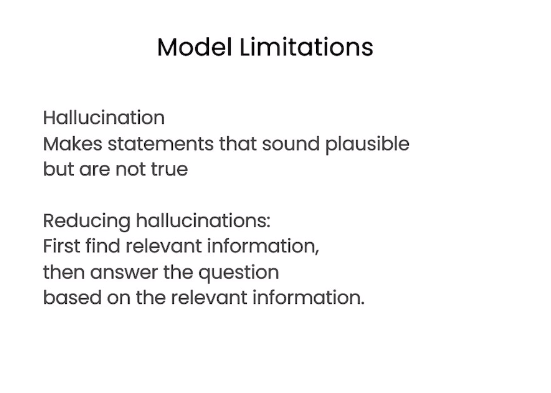 Model Limitations
Hallucination
Makes statements that sound plausible
but are not true
Reducing hallucinations:
First find relevant information,
then answer the question
based on the relevant information.